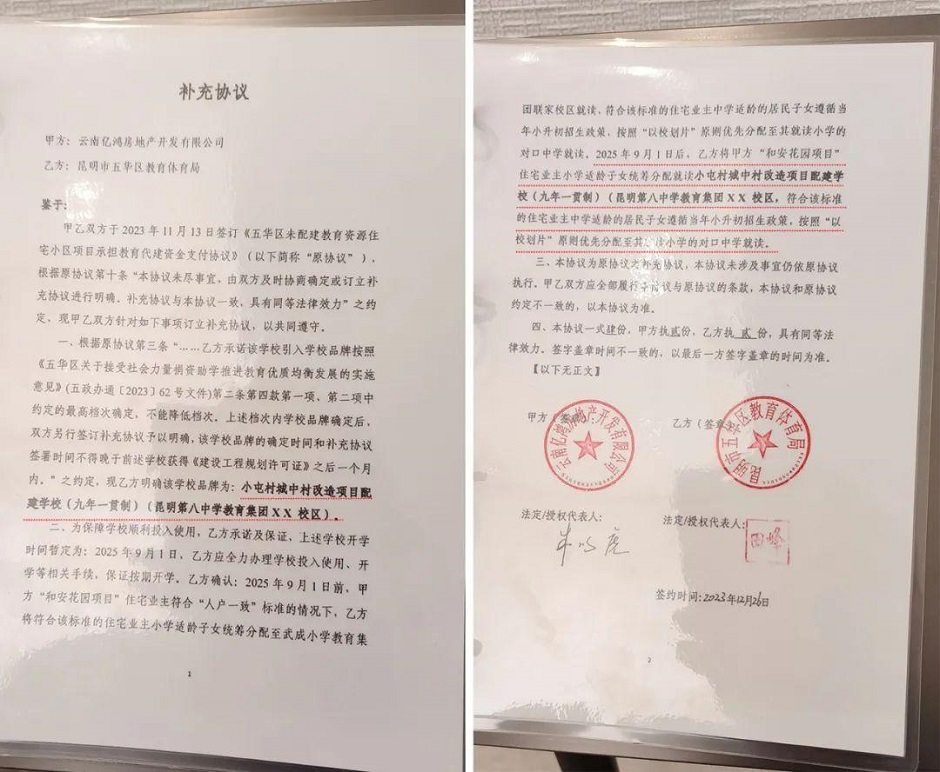 补充协议
甲方：云南亿鸿房地产开发有限公司
乙方：昆明市五华区教育体育局
鉴于：
甲乙双方于2023年11月13日签订《五华区未配建教育资源住
宅小区项目承担教育代建资金支付协议》（以下简称“原协议”），
根据原协议第十条“本协议未尽事宜，由双方及时协商确定或订立补
充协议进行明确。补充协议与本协议一致，具有同等法律效力”之约
定，现甲乙双方针对如下事项订立补充协议，以共同遵守。
一、根据原协议第三条“……乙方承诺该学校引入学校品牌按照
《五华区关于接受社会力量捐资助学推进教育优质均衡发展的实施
意见》(五政办通〔2023〕62号文件)第二条第四款第一项、第二项中
约定的最高档次确定，不能降低档次。上述档次内学校品牌确定后，
双方另行签订补充协议予以明确，该学校品牌的确定时间和补充协议
签署时间不得晚于前述学校获得《建设工程规划许可证》之后一个月
内。”之约定，现乙方明确该学校品牌为：小屯村城中村改造项目配
建学校（九年一贯制）（昆明第八中学教育集团XX校区）。
二、为保障学校顺利投入使用，乙方承诺及保证，上述学校开学
时间暂定为：2025年9月1日，乙方应全力办理学校投入使用、开
学等相关手续，保证按期开学。乙方确认：2025年9月1日前，甲
方“和安花园项目”住宅业主符合“人户一致”标准的情况下，乙方
将符合该标准的住宅业主小学适龄子女统筹分配至武成小学教育集
1
团联家校区就读，符合该标准的住宅业主中学适龄的居民子女遵循当
年小升初招生政策，按照“以校划片”原则优先分配至其就读小学的
对口中学就读。2025年9月1日后，乙方将甲方“和安花园项目”
住宅业主小学适龄子女统筹分配就读小屯村城中村改造项目配建学
校（九年一贯制）（昆明第八中学教育集团XX校区，符合该标准
的住宅业主中学适龄的居民子女遵循当年小升初招生政策，按照“以
校划片”原则优先分配至其就读小学的对口中学就读。
三、本协议为原协议之补充协议，本协议未涉及事宜仍依原协议
执行。甲乙双方应全部履行本协议与原协议的条款，本协议和原协议
约定不一致的，以本协议为准。
四、本协议一式肆份，甲方执贰份，乙方执贰份，具有同等法
律效力。签字盖章时间不一致的，以最后一方签字盖章的时间为准。
【以下无正文】
甲方（签章） 乙方（签章）
云南亿鸿房地产开发有限公司
昆明市五华区教育体育局
法定/授权代表人： 法定/授权代表人：
田峰
签约时间：2023年12月26日
2